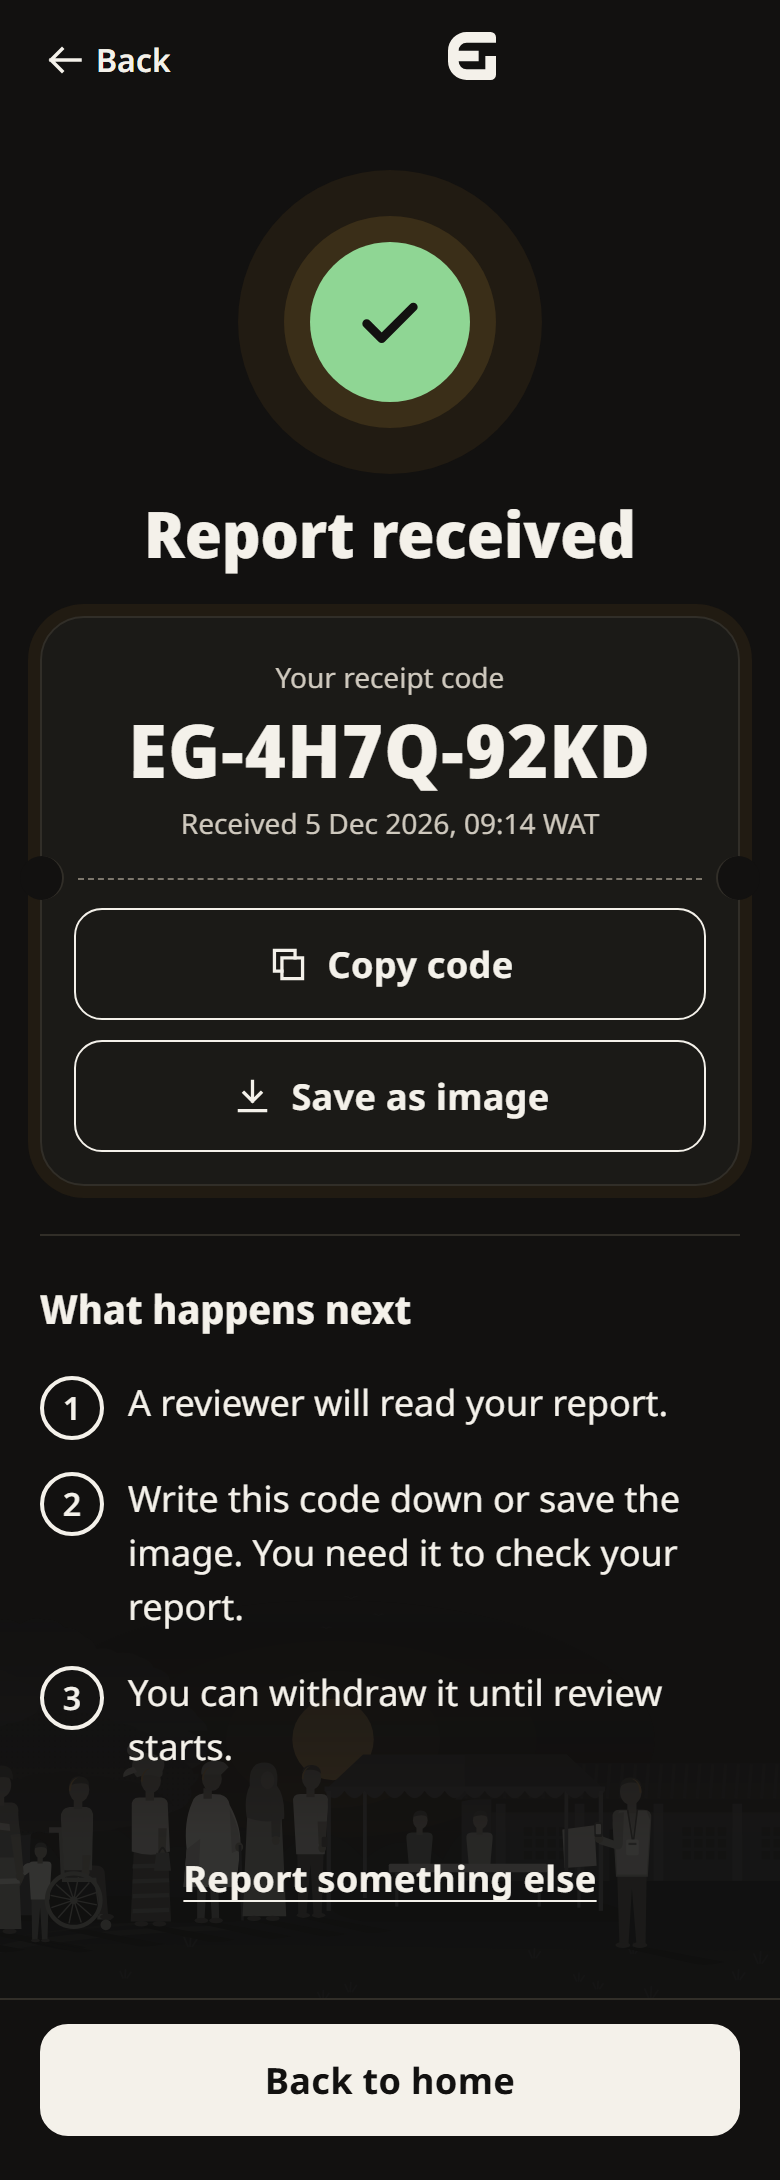 Back
Report received
Your receipt code
EG-4H7Q-92KD
Received 5 Dec 2026, 09:14 WAT
Copy code
Save as image
What happens next
1 A reviewer will read your report.
2 Write this code down or save the
image. You need it to check your
report.
3 You can withdraw it until review
starts.
Report something else
Back to home